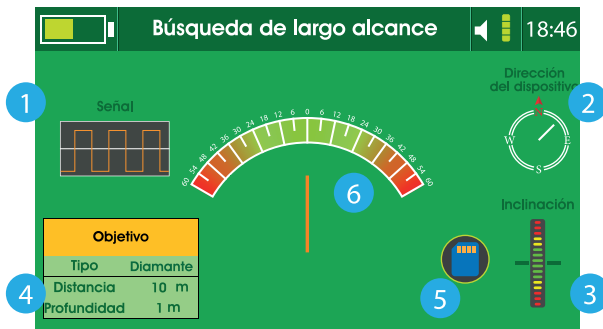 Búsqueda de largo alcance
18:46
1
Señal
Dirección
del dispositivo
2
N
W
E
S
60 54 48 42 36 30 24 18 12 6 0 6 12 18 24 30 36 42 48 54 60
6
Inclinación
Objetivo
Tipo Diamante
Distancia 10 m
Profundidad 1 m
4
5
3